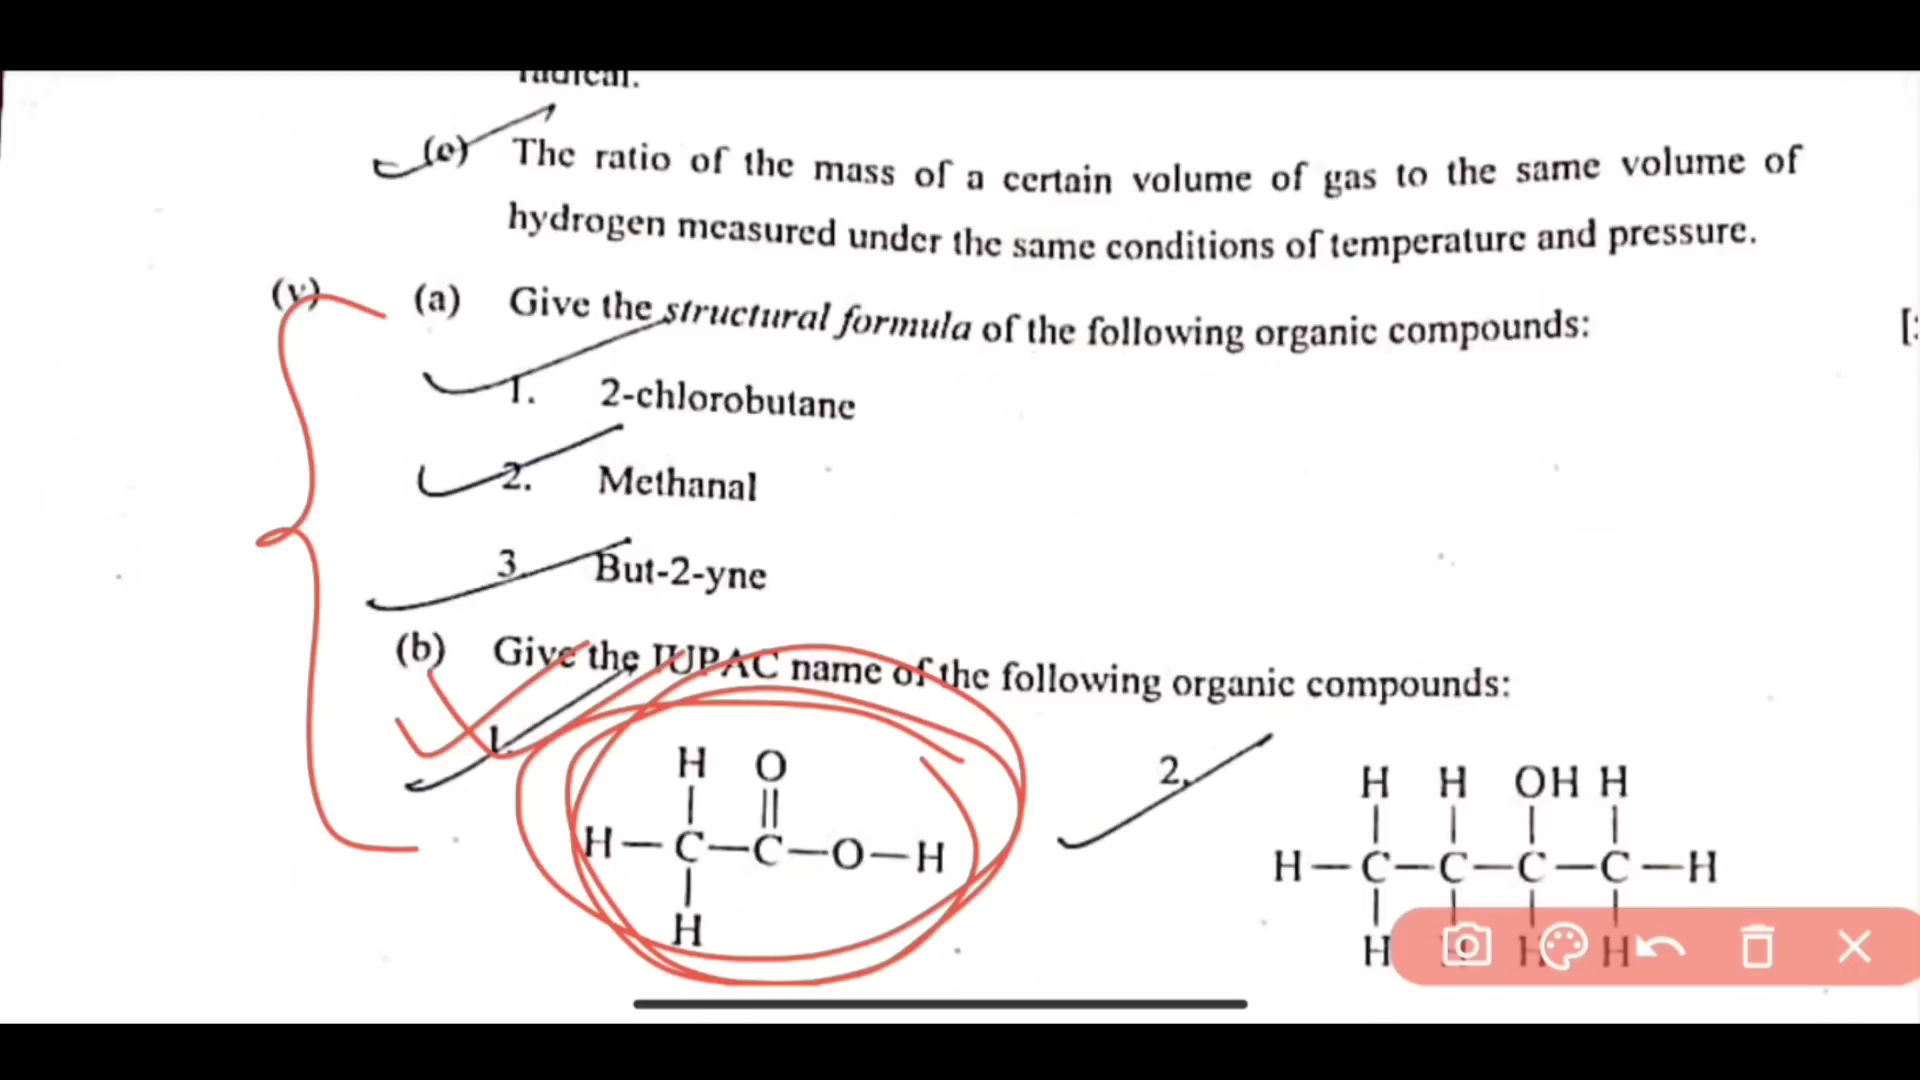 radical.
(e) The ratio of the mass of a certain volume of gas to the same volume of
hydrogen measured under the same conditions of temperature and pressure.
(v) (a) Give the structural formula of the following organic compounds: [
1. 2-chlorobutane
2. Methanal
3. But-2-yne
(b) Give the IUPAC name of the following organic compounds:
1. 2.
H O H H OH H
H—C—C—O—H H—C—C—C—C—H
H H H H H